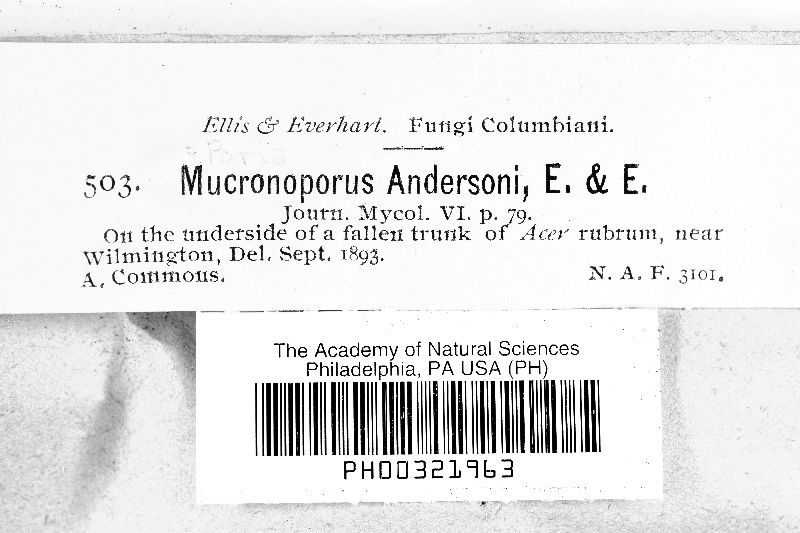 Ellis & Everhart. Fungi Columbiani.
= Poria
503. Mucronoporus Andersoni, E. & E.
Journ. Mycol. VI. p. 79.
On the underside of a fallen trunk of Acer rubrum, near
Wilmington, Del. Sept. 1893.
A. Commons. N. A. F. 3101.
The Academy of Natural Sciences
Philadelphia, PA USA (PH)
PH00321963